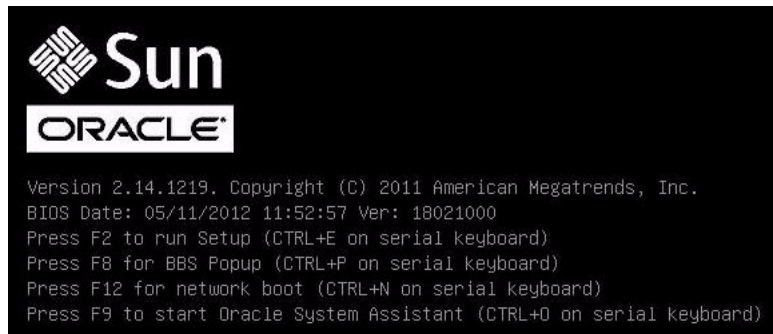 Sun
ORACLE
Version 2.14.1219. Copyright (C) 2011 American Megatrends, Inc.
BIOS Date: 05/11/2012 11:52:57 Ver: 18021000
Press F2 to run Setup (CTRL+E on serial keyboard)
Press F8 for BBS Popup (CTRL+P on serial keyboard)
Press F12 for network boot (CTRL+N on serial keyboard)
Press F9 to start Oracle System Assistant (CTRL+O on serial keyboard)